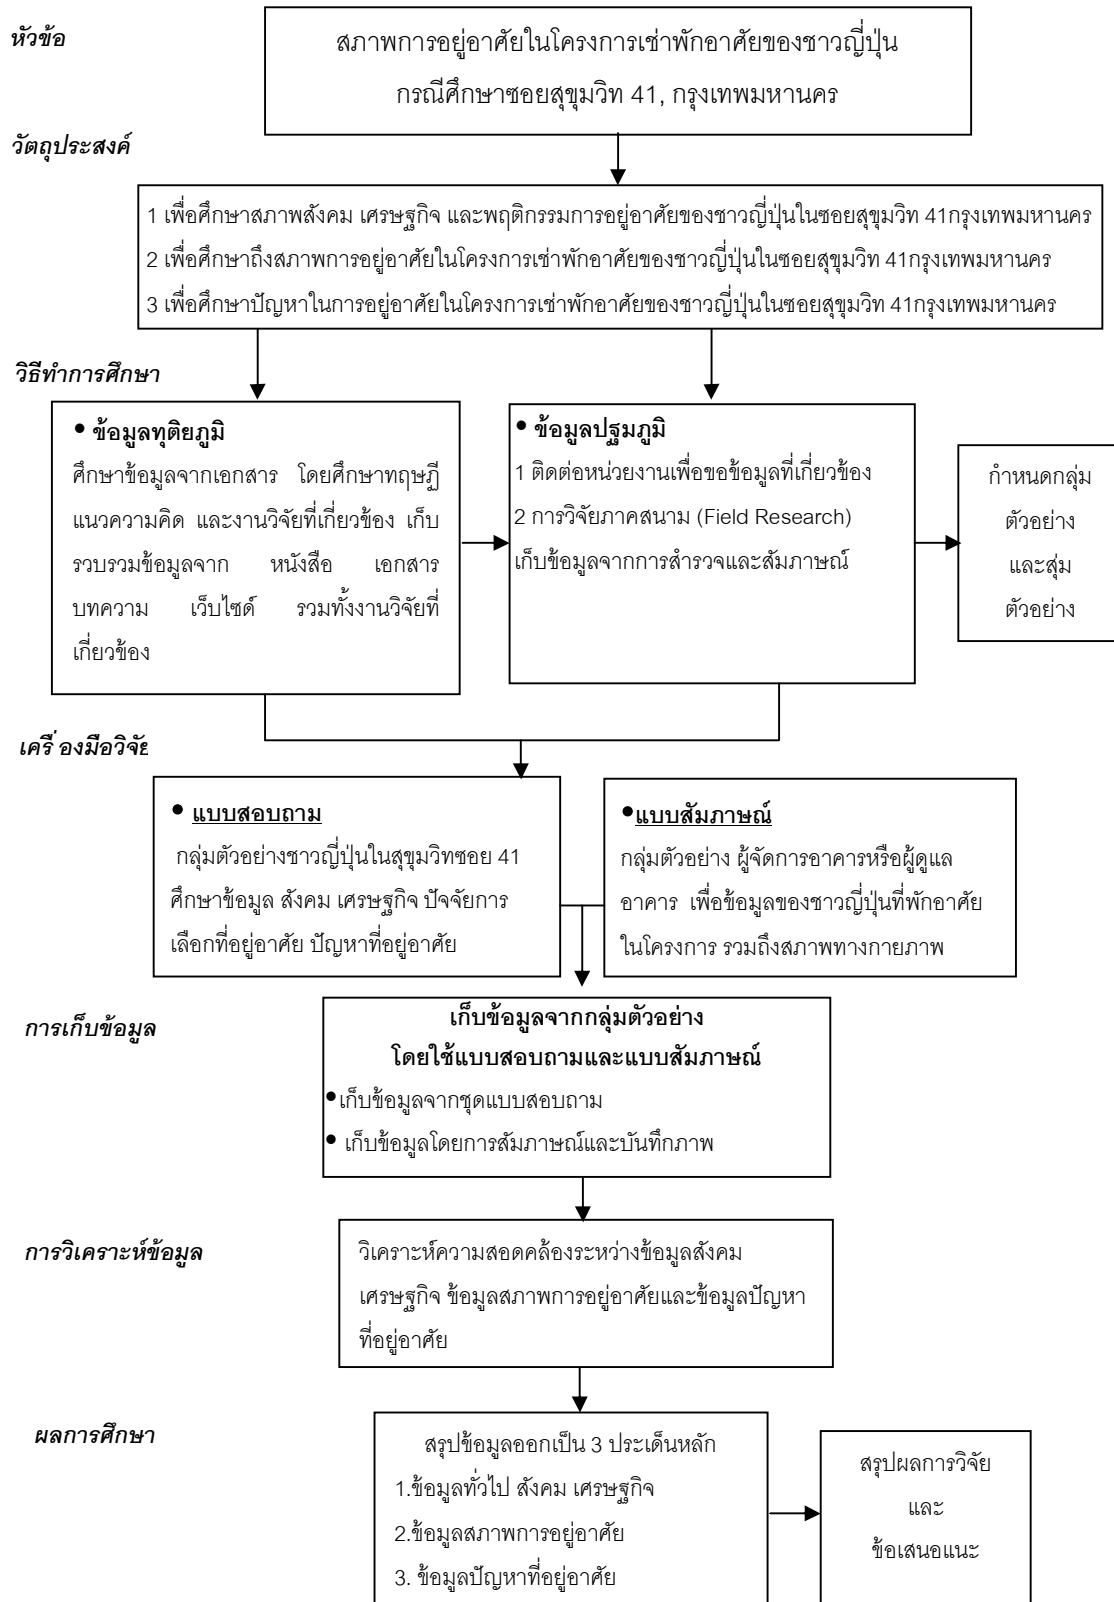 หัวข้อ
สภาพการอยู่อาศัยในโครงการเช่าพักอาศัยของชาวญี่ปุ่น
กรณีศึกษาซอยสุขุมวิท 41, กรุงเทพมหานคร
วัตถุประสงค์
1 เพื่อศึกษาสภาพสังคม เศรษฐกิจ และพฤติกรรมการอยู่อาศัยของชาวญี่ปุ่นในซอยสุขุมวิท 41กรุงเทพมหานคร
2 เพื่อศึกษาถึงสภาพการอยู่อาศัยในโครงการเช่าพักอาศัยของชาวญี่ปุ่นในซอยสุขุมวิท 41กรุงเทพมหานคร
3 เพื่อศึกษาปัญหาในการอยู่อาศัยในโครงการเช่าพักอาศัยของชาวญี่ปุ่นในซอยสุขุมวิท 41กรุงเทพมหานคร
วิธีทำการศึกษา
• ข้อมูลทุติยภูมิ
ศึกษาข้อมูลจากเอกสาร โดยศึกษาทฤษฎี
แนวความคิด และงานวิจัยที่เกี่ยวข้อง เก็บ
รวบรวมข้อมูลจาก หนังสือ เอกสาร
บทความ เว็บไซด์ รวมทั้งงานวิจัยที่
เกี่ยวข้อง
• ข้อมูลปฐมภูมิ
1 ติดต่อหน่วยงานเพื่อขอข้อมูลที่เกี่ยวข้อง
2 การวิจัยภาคสนาม (Field Research)
เก็บข้อมูลจากการสำรวจและสัมภาษณ์
กำหนดกลุ่ม
ตัวอย่าง
และสุ่ม
ตัวอย่าง
เครื่องมือวิจัย
• แบบสอบถาม
กลุ่มตัวอย่างชาวญี่ปุ่นในสุขุมวิทซอย 41
ศึกษาข้อมูล สังคม เศรษฐกิจ ปัจจัยการ
เลือกที่อยู่อาศัย ปัญหาที่อยู่อาศัย
•แบบสัมภาษณ์
กลุ่มตัวอย่าง ผู้จัดการอาคารหรือผู้ดูแล
อาคาร เพื่อข้อมูลของชาวญี่ปุ่นที่พักอาศัย
ในโครงการ รวมถึงสภาพทางกายภาพ
การเก็บข้อมูล
เก็บข้อมูลจากกลุ่มตัวอย่าง
โดยใช้แบบสอบถามและแบบสัมภาษณ์
•เก็บข้อมูลจากชุดแบบสอบถาม
• เก็บข้อมูลโดยการสัมภาษณ์และบันทึกภาพ
การวิเคราะห์ข้อมูล
วิเคราะห์ความสอดคล้องระหว่างข้อมูลสังคม
เศรษฐกิจ ข้อมูลสภาพการอยู่อาศัยและข้อมูลปัญหา
ที่อยู่อาศัย
ผลการศึกษา
สรุปข้อมูลออกเป็น 3 ประเด็นหลัก
1.ข้อมูลทั่วไป สังคม เศรษฐกิจ
2.ข้อมูลสภาพการอยู่อาศัย
3. ข้อมูลปัญหาที่อยู่อาศัย
สรุปผลการวิจัย
และ
ข้อเสนอแนะ